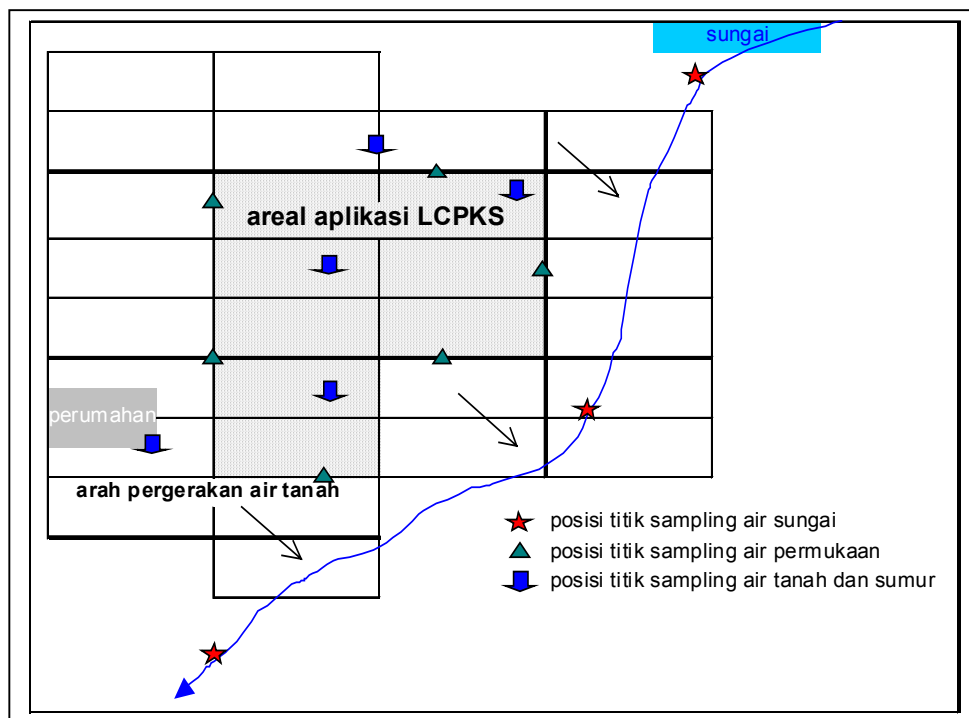 sungai
areal aplikasi LCPKS
perumahan
arah pergerakan air tanah
posisi titik sampling air sungai
posisi titik sampling air permukaan
posisi titik sampling air tanah dan sumur